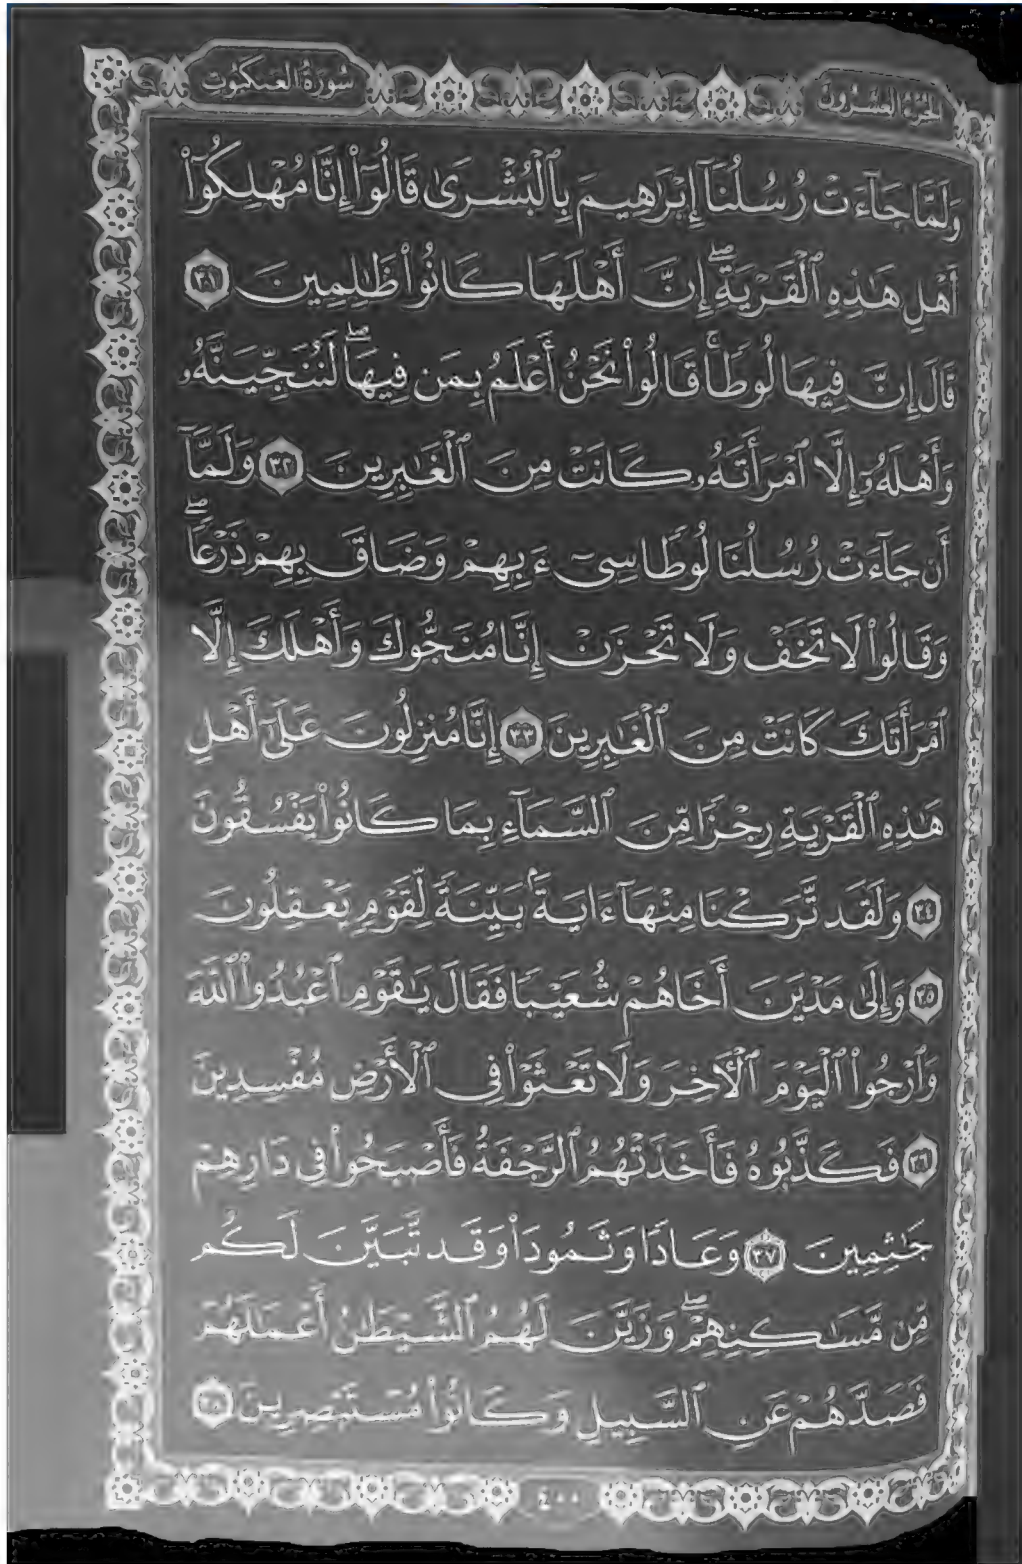 الجزء العشرون
سورة العنكبوت
وَلَمَّا جَآءَتْ رُسُلُنَآ إِبْرَٰهِيمَ بِٱلْبُشْرَىٰ قَالُوٓا۟ إِنَّا مُهْلِكُوٓا۟
أَهْلِ هَٰذِهِ ٱلْقَرْيَةِ ۖ إِنَّ أَهْلَهَا كَانُوا۟ ظَٰلِمِينَ ٣١
قَالَ إِنَّ فِيهَا لُوطًا ۚ قَالُوا۟ نَحْنُ أَعْلَمُ بِمَن فِيهَا ۖ لَنُنَجِّيَنَّهُۥ
وَأَهْلَهُۥٓ إِلَّا ٱمْرَأَتَهُۥ كَانَتْ مِنَ ٱلْغَٰبِرِينَ ٣٢ وَلَمَّآ
أَن جَآءَتْ رُسُلُنَا لُوطًا سِىٓءَ بِهِمْ وَضَاقَ بِهِمْ ذَرْعًا ۖ
وَقَالُوا۟ لَا تَخَفْ وَلَا تَحْزَنْ إِنَّا مُنَجُّوكَ وَأَهْلَكَ إِلَّا
ٱمْرَأَتَكَ كَانَتْ مِنَ ٱلْغَٰبِرِينَ ٣٣ إِنَّا مُنزِلُونَ عَلَىٰٓ أَهْلِ
هَٰذِهِ ٱلْقَرْيَةِ رِجْزًا مِّنَ ٱلسَّمَآءِ بِمَا كَانُوا۟ يَفْسُقُونَ
٣٤ وَلَقَد تَّرَكْنَا مِنْهَآ ءَايَةًۢ بَيِّنَةً لِّقَوْمٍ يَعْقِلُونَ
٣٥ وَإِلَىٰ مَدْيَنَ أَخَاهُمْ شُعَيْبًا فَقَالَ يَٰقَوْمِ ٱعْبُدُوا۟ ٱللَّهَ
وَٱرْجُوا۟ ٱلْيَوْمَ ٱلْءَاخِرَ وَلَا تَعْثَوْا۟ فِى ٱلْأَرْضِ مُفْسِدِينَ
٣٦ فَكَذَّبُوهُ فَأَخَذَتْهُمُ ٱلرَّجْفَةُ فَأَصْبَحُوا۟ فِى دَارِهِمْ
جَٰثِمِينَ ٣٧ وَعَادًا وَثَمُودَا۟ وَقَد تَّبَيَّنَ لَكُم
مِّن مَّسَٰكِنِهِمْ ۖ وَزَيَّنَ لَهُمُ ٱلشَّيْطَٰنُ أَعْمَٰلَهُمْ
فَصَدَّهُمْ عَنِ ٱلسَّبِيلِ وَكَانُوا۟ مُسْتَبْصِرِينَ ٣٨
٤٠٠